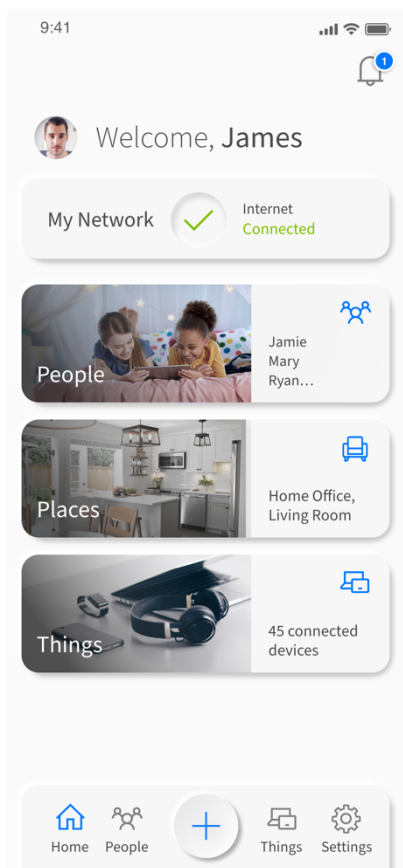 9:41
1
Welcome, James
My Network
Internet
Connected
People
Jamie
Mary
Ryan…
Places
Home Office,
Living Room
Things
45 connected
devices
Home
People
Things
Settings